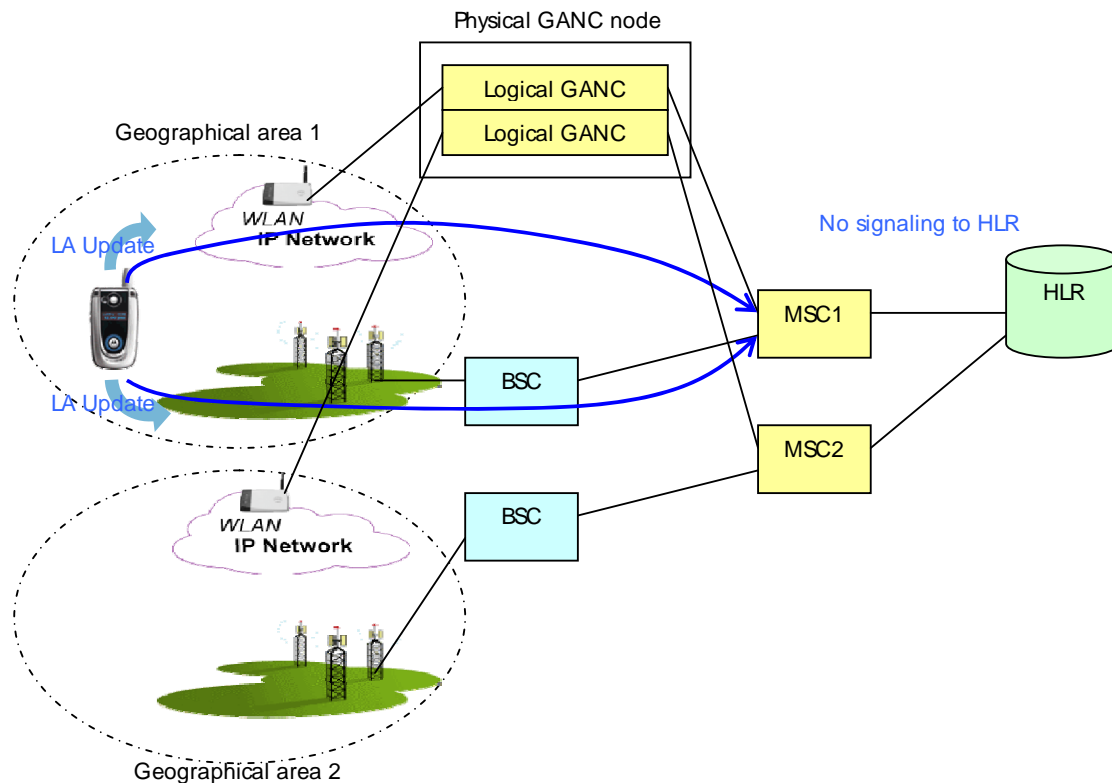 Physical GANC node
Logical GANC
Logical GANC
Geographical area 1
WLAN
IP Network
LA Update
No signaling to HLR
HLR
MSC1
BSC
LA Update
MSC2
WLAN
IP Network
BSC
Geographical area 2